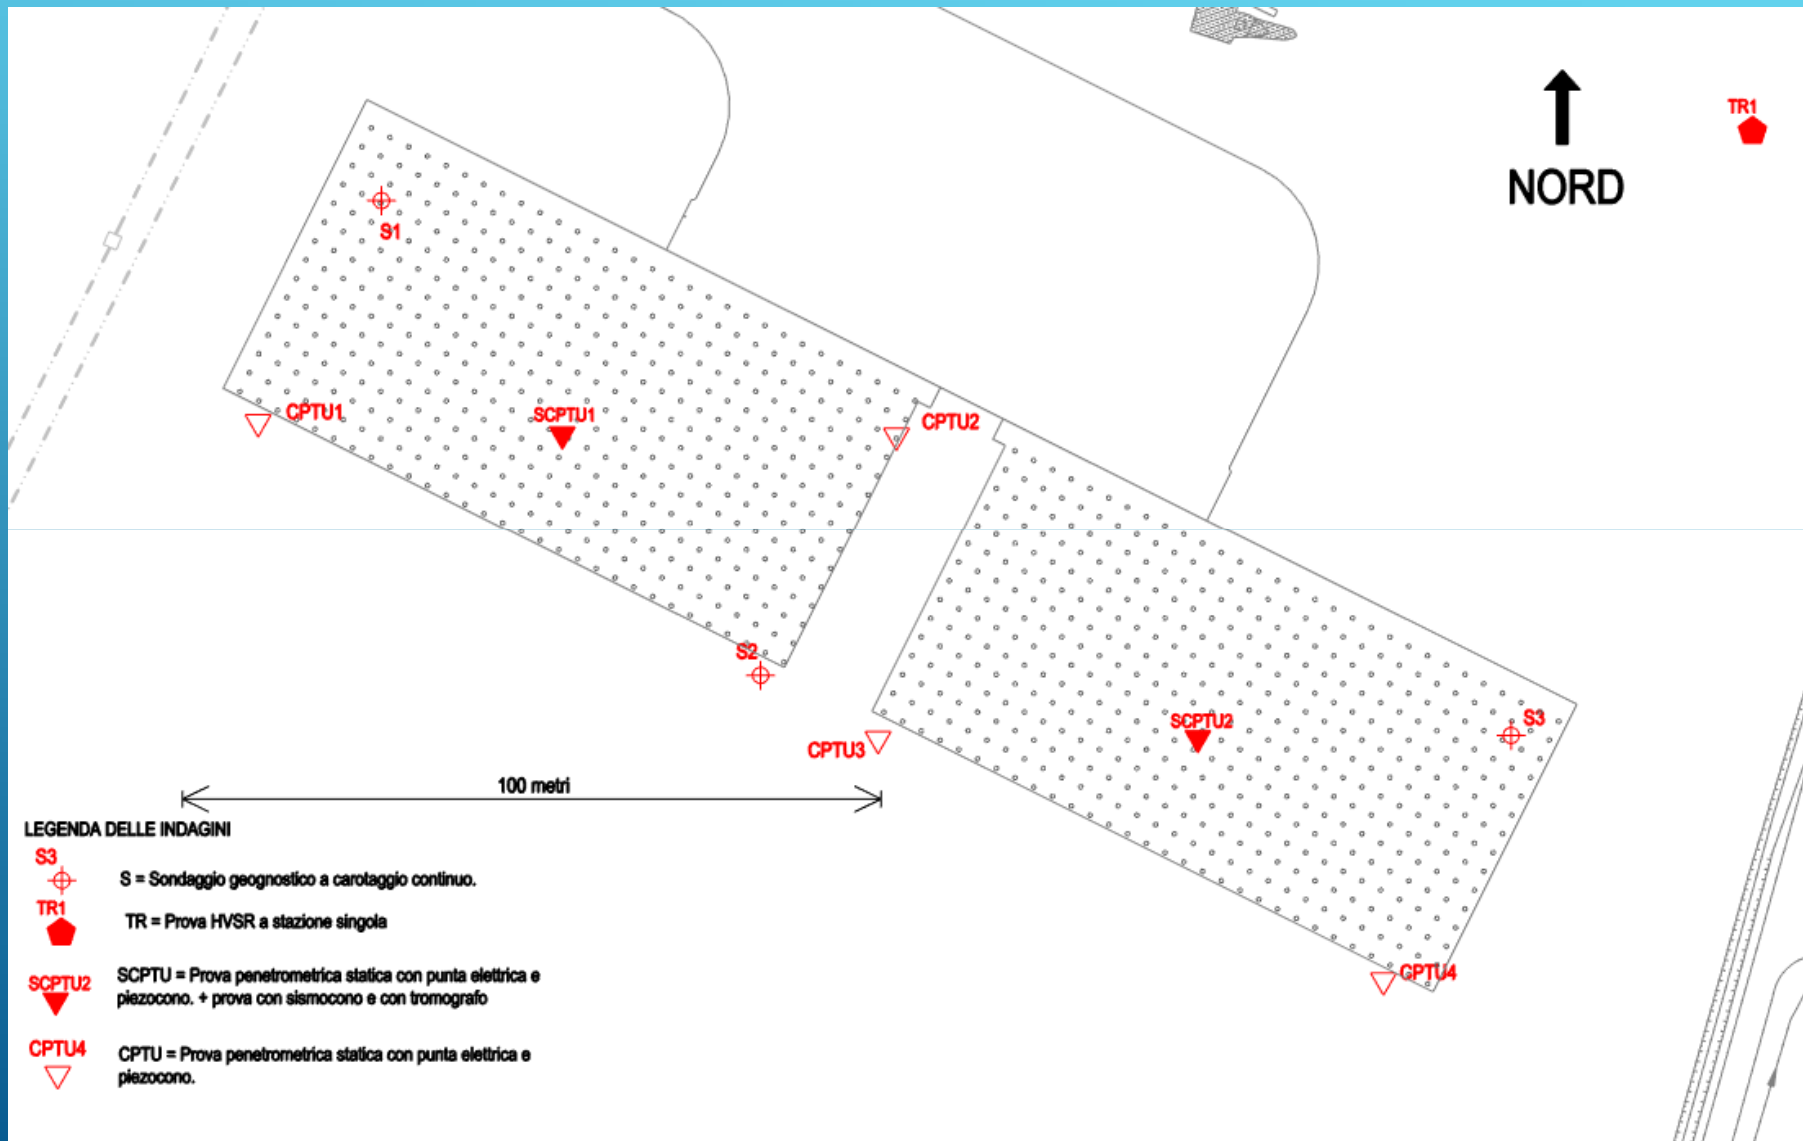 TR1
NORD
S1
CPTU1
SCPTU1
CPTU2
S2
CPTU3
SCPTU2
S3
100 metri
CPTU4
LEGENDA DELLE INDAGINI
S3
S = Sondaggio geognostico a carotaggio continuo.
TR1
TR = Prova HVSR a stazione singola
SCPTU2
SCPTU = Prova penetrometrica statica con punta elettrica e
piezocono. + prova con sismocono e con tromografo
CPTU4
CPTU = Prova penetrometrica statica con punta elettrica e
piezocono.